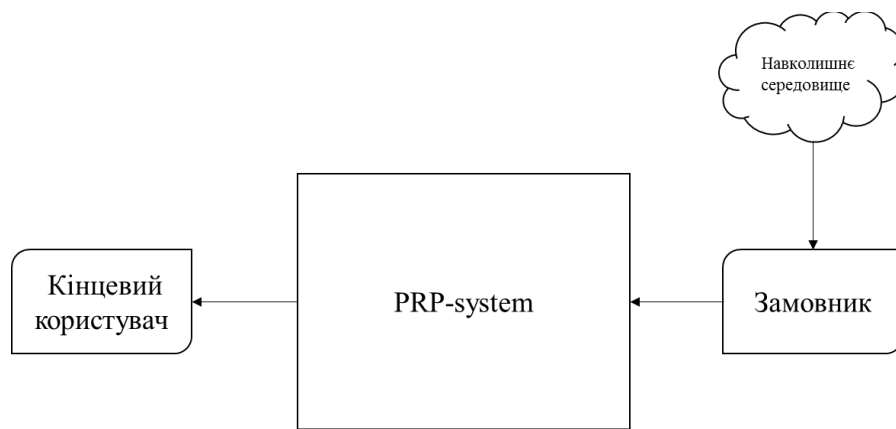 Навколишнє
середовище
Кінцевий
користувач
PRP-system
Замовник